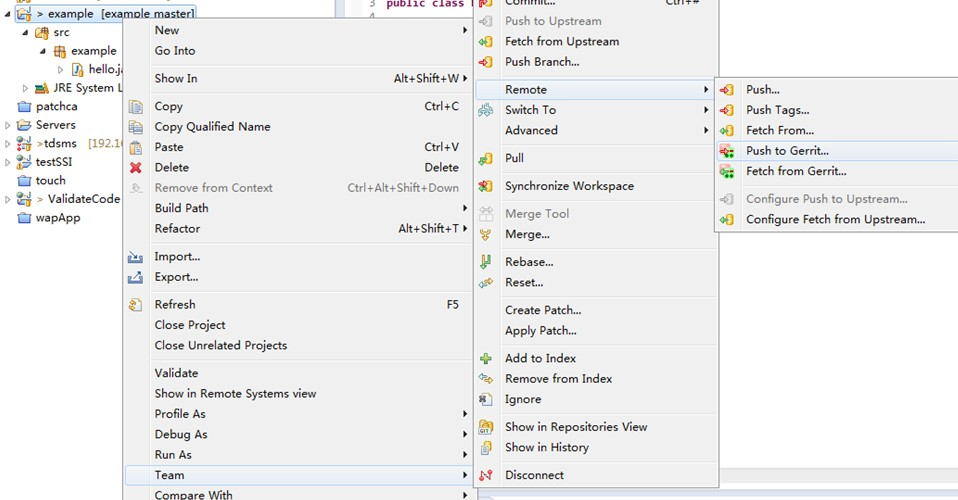 > example [example master]
src
example
hello.ja
JRE System L
patchca
Servers
>tdsms [192.16
testSSI
touch
> ValidateCode
wapApp
3 public class
4
New
Go Into
Show In Alt+Shift+W
Copy Ctrl+C
Copy Qualified Name
Paste Ctrl+V
Delete Delete
Remove from Context Ctrl+Alt+Shift+Down
Build Path
Refactor Alt+Shift+T
Import...
Export...
Refresh F5
Close Project
Close Unrelated Projects
Validate
Show in Remote Systems view
Profile As
Debug As
Run As
Team
Compare With
Commit... Ctrl+#
Push to Upstream
Fetch from Upstream
Push Branch...
Remote
Switch To
Advanced
Pull
Synchronize Workspace
Merge Tool
Merge...
Rebase...
Reset...
Create Patch...
Apply Patch...
Add to Index
Remove from Index
Ignore
Show in Repositories View
Show in History
Disconnect
Push...
Push Tags...
Fetch From...
Push to Gerrit...
Fetch from Gerrit...
Configure Push to Upstream...
Configure Fetch from Upstream...